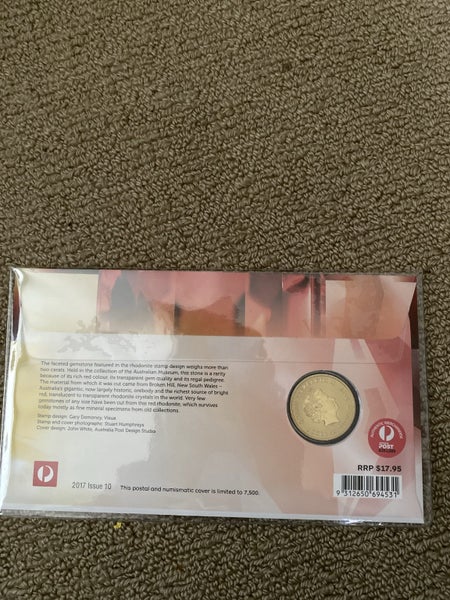 The faceted gemstone featured in the rhodonite stamp design weighs more than
two carats. Held in the collection of the Australian Museum, this stone is a rarity
because of its rich red colour, its transparent gem quality and its regal pedigree.
The material from which it was cut came from Broken Hill, New South Wales –
Australia's gigantic, now largely historic, orebody and the richest source of bright
red, translucent to transparent rhodonite crystals in the world. Very few
gemstones of any size have been cut from this red rhodonite, which survives
today mostly as fine mineral specimens from old collections.
Stamp design: Gary Domoney, Visua
Stamp and cover photographs: Stuart Humphreys
Cover design: John White, Australia Post Design Studio
2017 Issue 10
This postal and numismatic cover is limited to 7,500.
POST
RRP $17.95
9 312650 694531